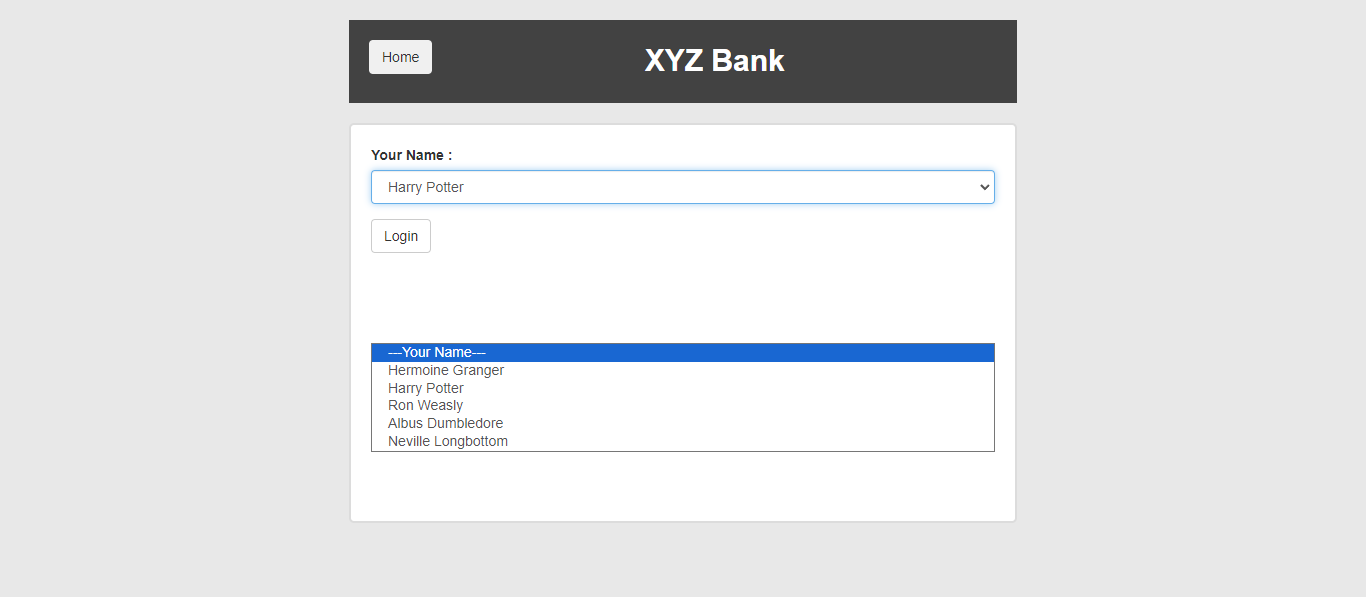 Home
XYZ Bank
Your Name :
Harry Potter
Login
---Your Name---
Hermoine Granger
Harry Potter
Ron Weasly
Albus Dumbledore
Neville Longbottom